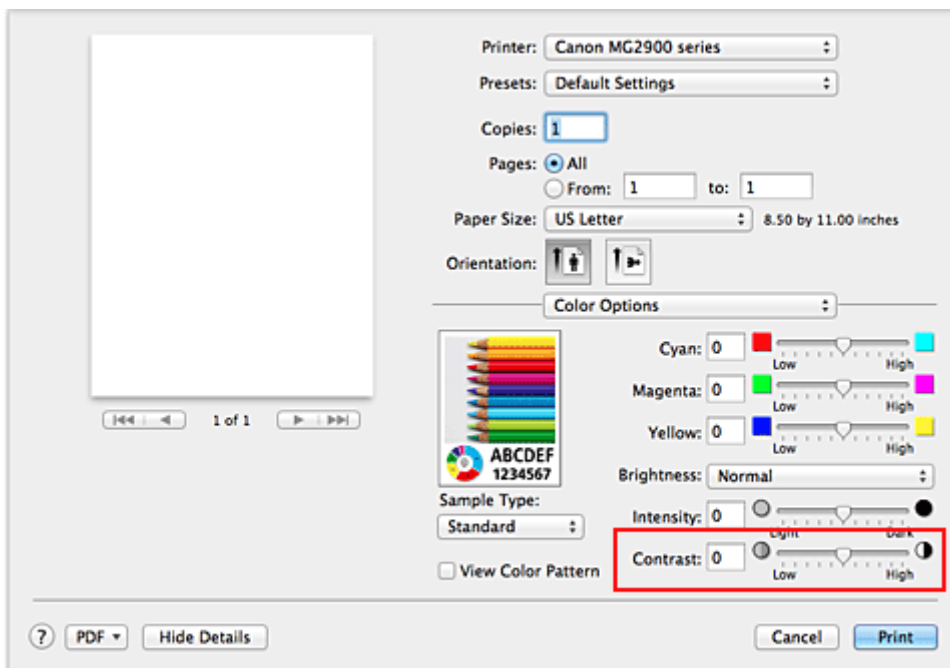 Printer: Canon MG2900 series
Presets: Default Settings
Copies: 1
Pages: All
From: 1 to: 1
Paper Size: US Letter 8.50 by 11.00 inches
Orientation:
Color Options
1 of 1
ABCDEF
1234567
Sample Type:
Standard
View Color Pattern
Cyan: 0
Low High
Magenta: 0
Low High
Yellow: 0
Low High
Brightness: Normal
Intensity: 0
Light Dark
Contrast: 0
Low High
? PDF Hide Details Cancel Print